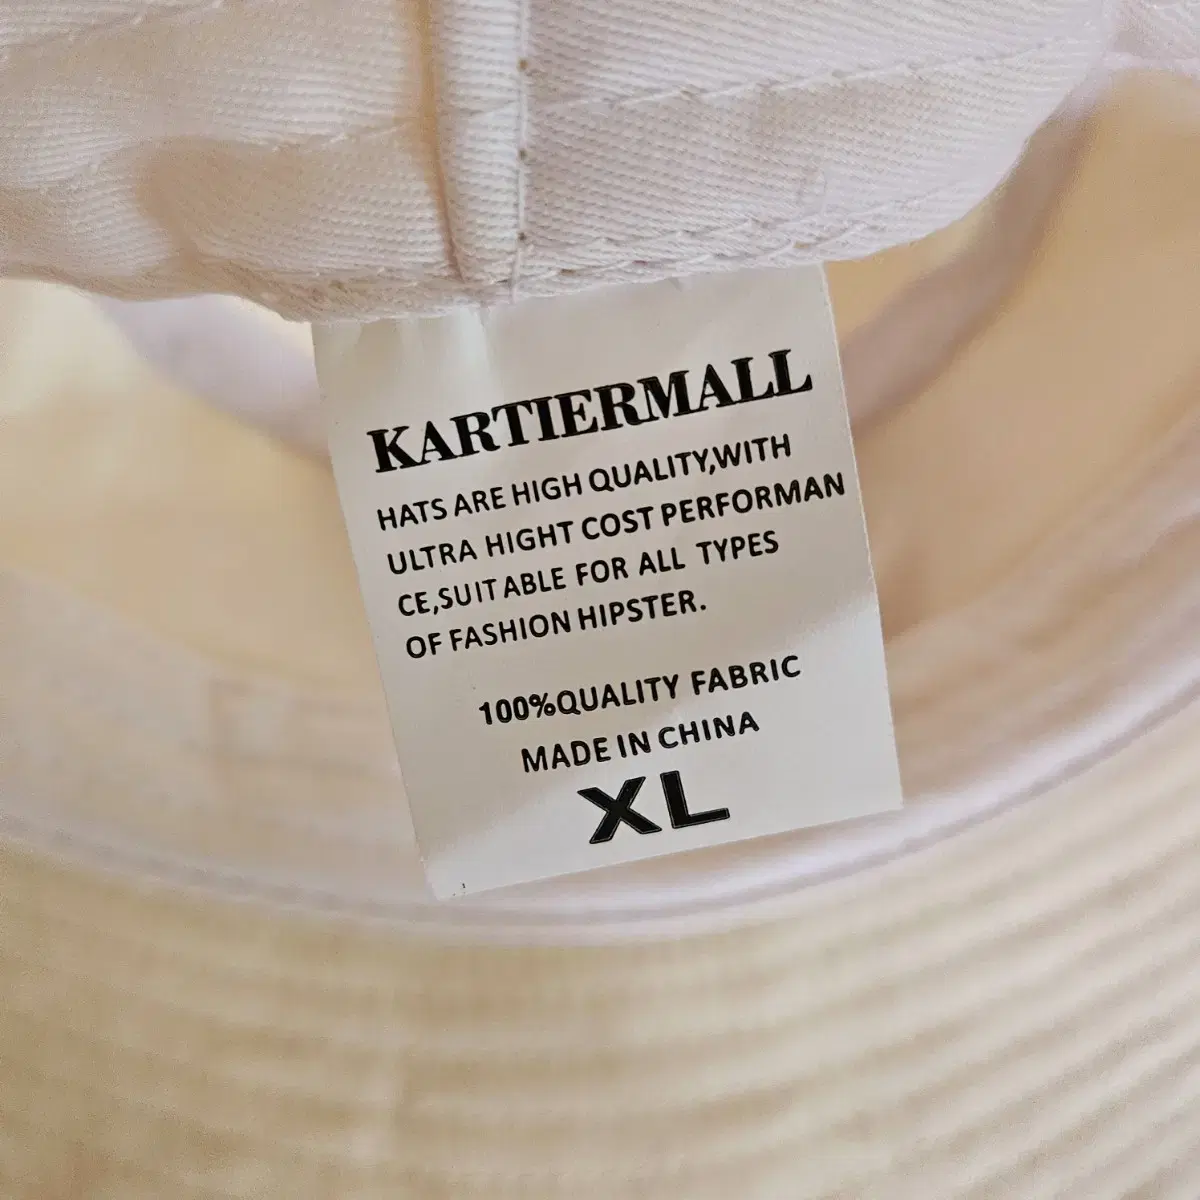 KARTIERMALL
HATS ARE HIGH QUALITY,WITH
ULTRA HIGHT COST PERFORMAN
CE,SUITABLE FOR ALL TYPES
OF FASHION HIPSTER.
100%QUALITY FABRIC
MADE IN CHINA
XL